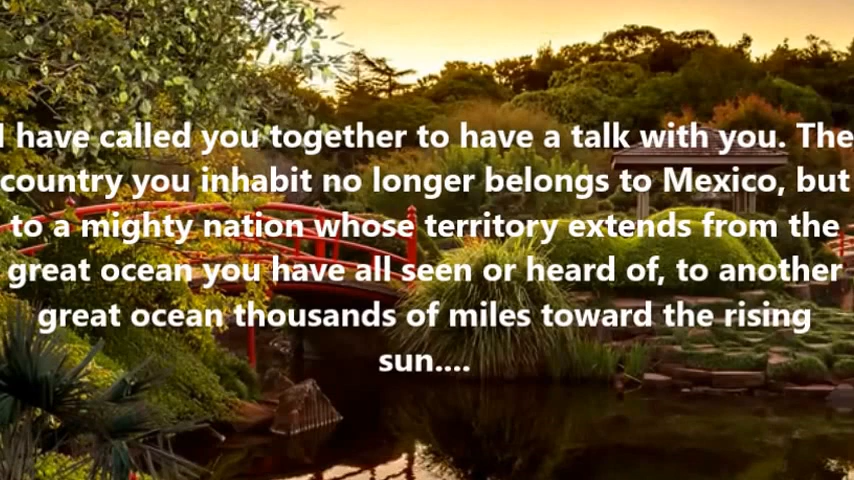 I have called you together to have a talk with you. The
country you inhabit no longer belongs to Mexico, but
to a mighty nation whose territory extends from the
great ocean you have all seen or heard of, to another
great ocean thousands of miles toward the rising
sun....